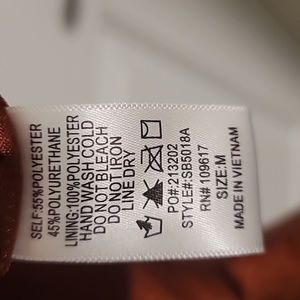 SELF:55%POLYESTER
45%POLYURETHANE
LINING:100%POLYESTER
HAND WASH COLD
DO NOT BLEACH
DO NOT IRON
LINE DRY
PO#:213202
STYLE#:SB5018A
RN# 109617
SIZE:M
MADE IN VIETNAM